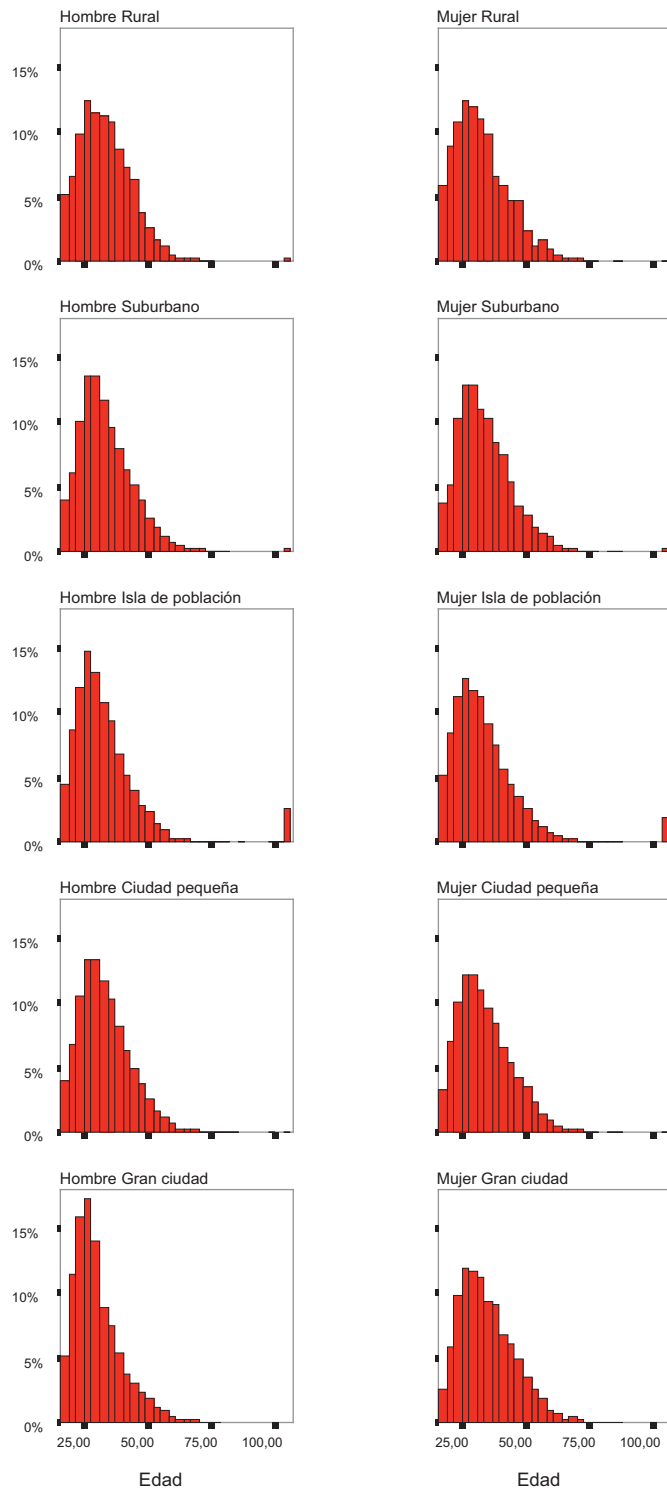 Hombre Rural
Mujer Rural
15%
10%
5%
0%
Hombre Suburbano
Mujer Suburbano
15%
10%
5%
0%
Hombre Isla de población
Mujer Isla de población
15%
10%
5%
0%
Hombre Ciudad pequeña
Mujer Ciudad pequeña
15%
10%
5%
0%
Hombre Gran ciudad
Mujer Gran ciudad
15%
10%
5%
0%
25,00 50,00 75,00 100,00
25,00 50,00 75,00 100,00
Edad
Edad